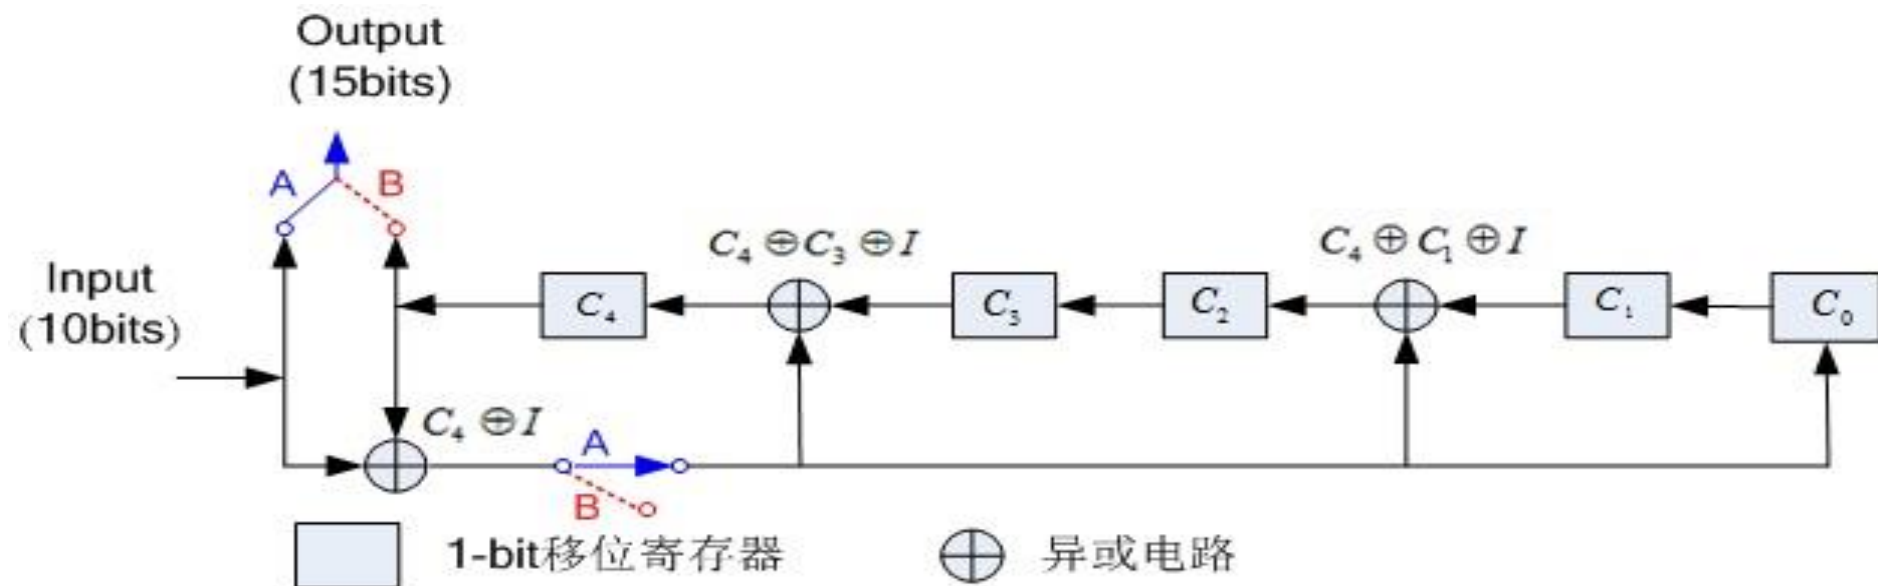 Output
(15bits)
A
B
Input
(10bits)
C₄ ⊕ C₃ ⊕ I
C₄ ⊕ C₁ ⊕ I
C₄
C₃
C₂
C₁
C₀
C₄ ⊕ I
A
B
1-bit移位寄存器
异或电路